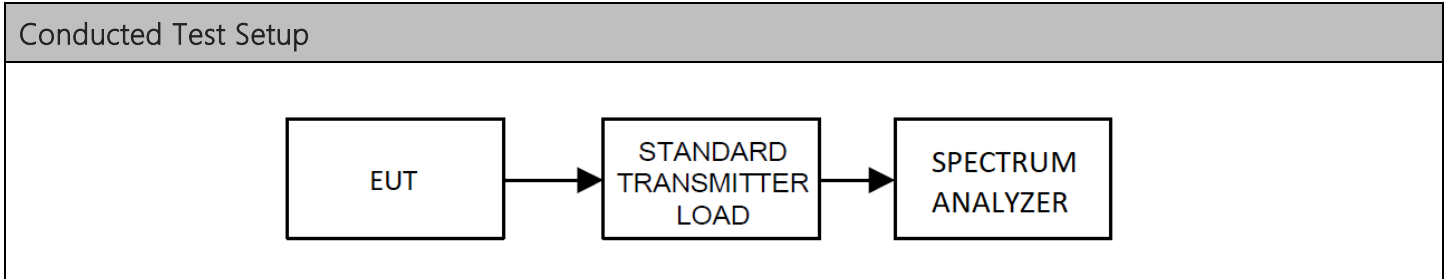 Conducted Test Setup
EUT
STANDARD
TRANSMITTER
LOAD
SPECTRUM
ANALYZER